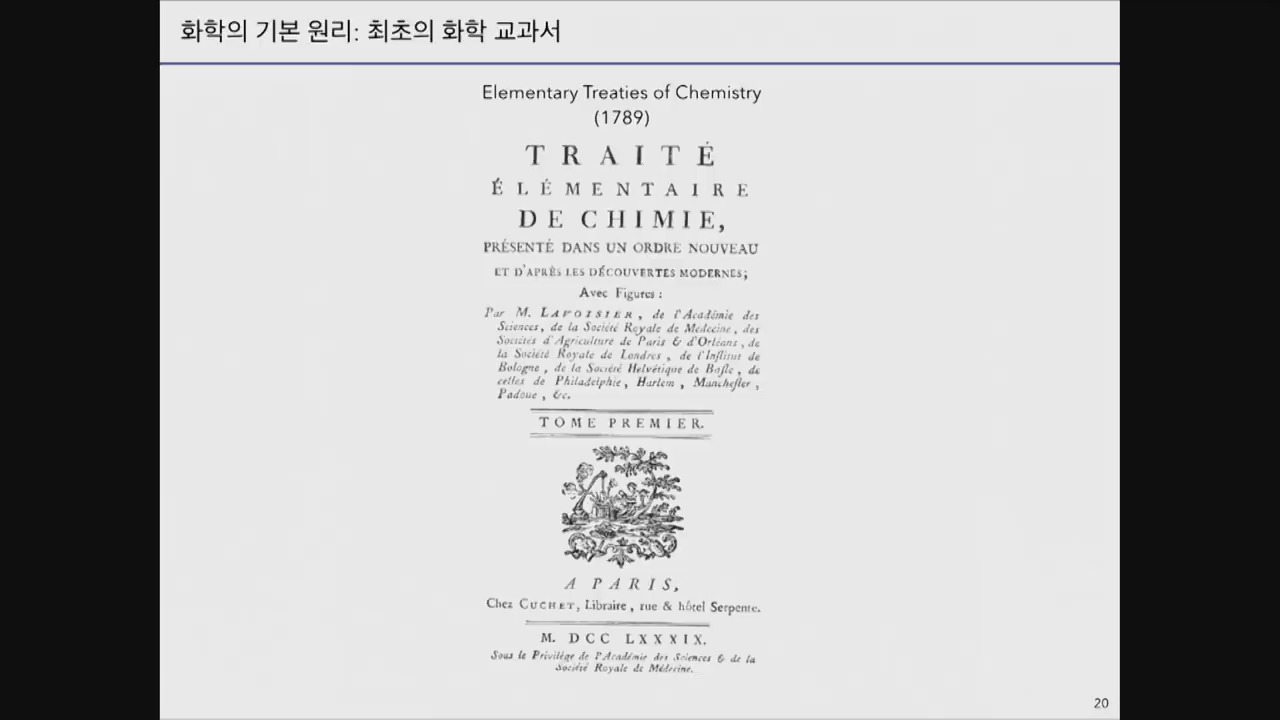 화학의 기본 원리: 최초의 화학 교과서
Elementary Treaties of Chemistry
(1789)
TRAITÉ
ÉLÉMENTAIRE
DE CHIMIE,
PRÉSENTÉ DANS UN ORDRE NOUVEAU
ET D'APRÈS LES DÉCOUVERTES MODERNES;
Avec Figures :
Par M. LAVOISIER, de l'Académie des
Sciences, de la Société Royale de Médecine, des
Sociétés d'Agriculture de Paris & d'Orléans, de
la Société Royale de Londres, de l'Inſtitut de
Bologne, de la Société Helvétique de Baſle, de
celles de Philadelphie, Harlem, Mancheſter,
Padoue, &c.
TOME PREMIER.
A PARIS,
Chez CUCHET, Libraire, rue & hôtel Serpente.
M. DCC LXXXIX.
Sous le Privilège de l'Académie des Sciences & de la
Société Royale de Médecine.
20